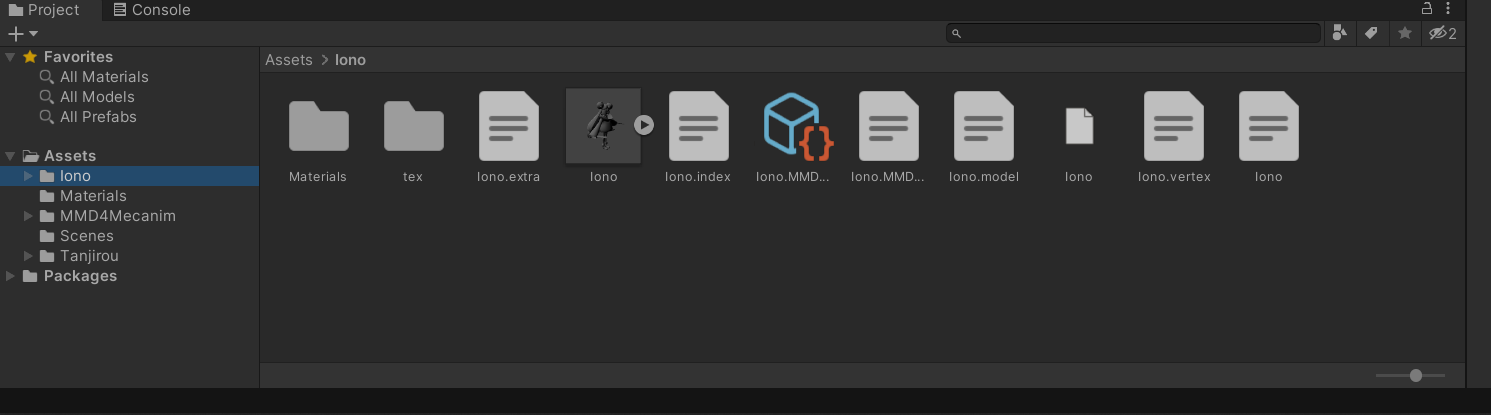 Project Console
2
Favorites
Assets > Iono
All Materials
All Models
All Prefabs
Assets
Iono
Materials
MMD4Mecanim
Scenes
Tanjirou
Packages
Materials tex Iono.extra Iono Iono.index Iono.MMD... Iono.MMD... Iono.model Iono Iono.vertex Iono